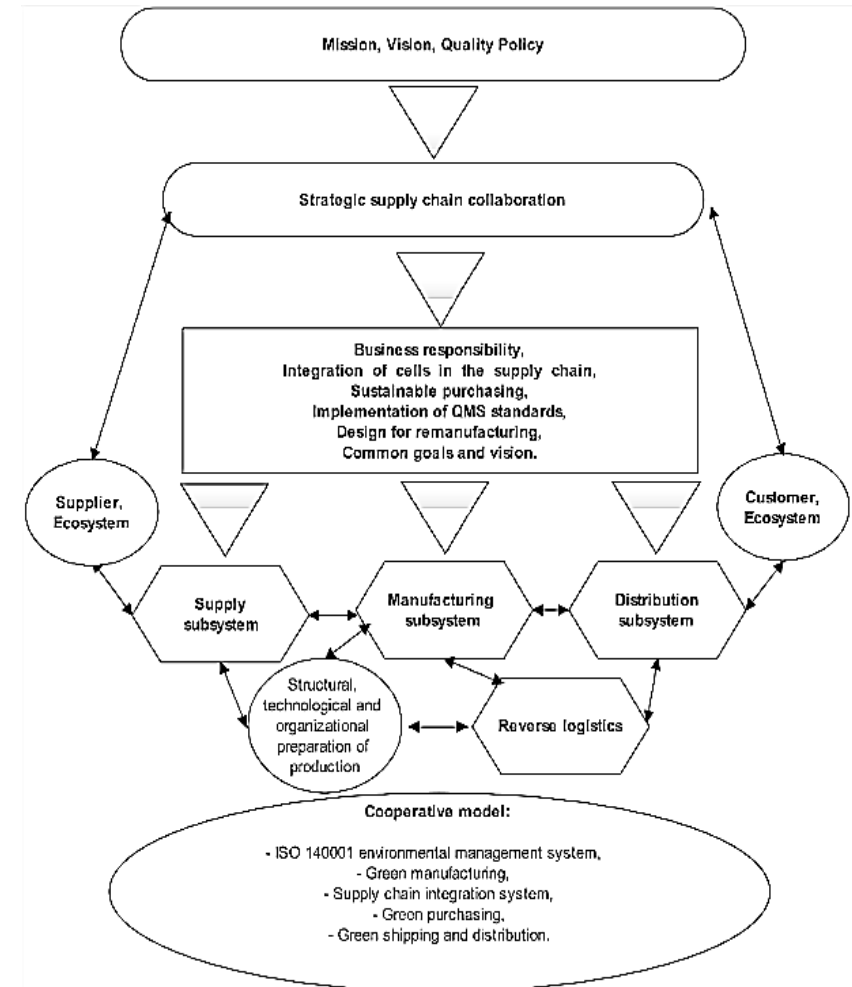 Mission, Vision, Quality Policy
Strategic supply chain collaboration
Business responsibility,
Integration of cells in the supply chain,
Sustainable purchasing,
Implementation of QMS standards,
Design for remanufacturing,
Common goals and vision.
Supplier,
Ecosystem
Customer,
Ecosystem
Supply
subsystem
Manufacturing
subsystem
Distribution
subsystem
Structural,
technological and
organizational
preparation of
production
Reverse logistics
Cooperative model:
- ISO 140001 environmental management system,
- Green manufacturing,
- Supply chain integration system,
- Green purchasing,
- Green shipping and distribution.